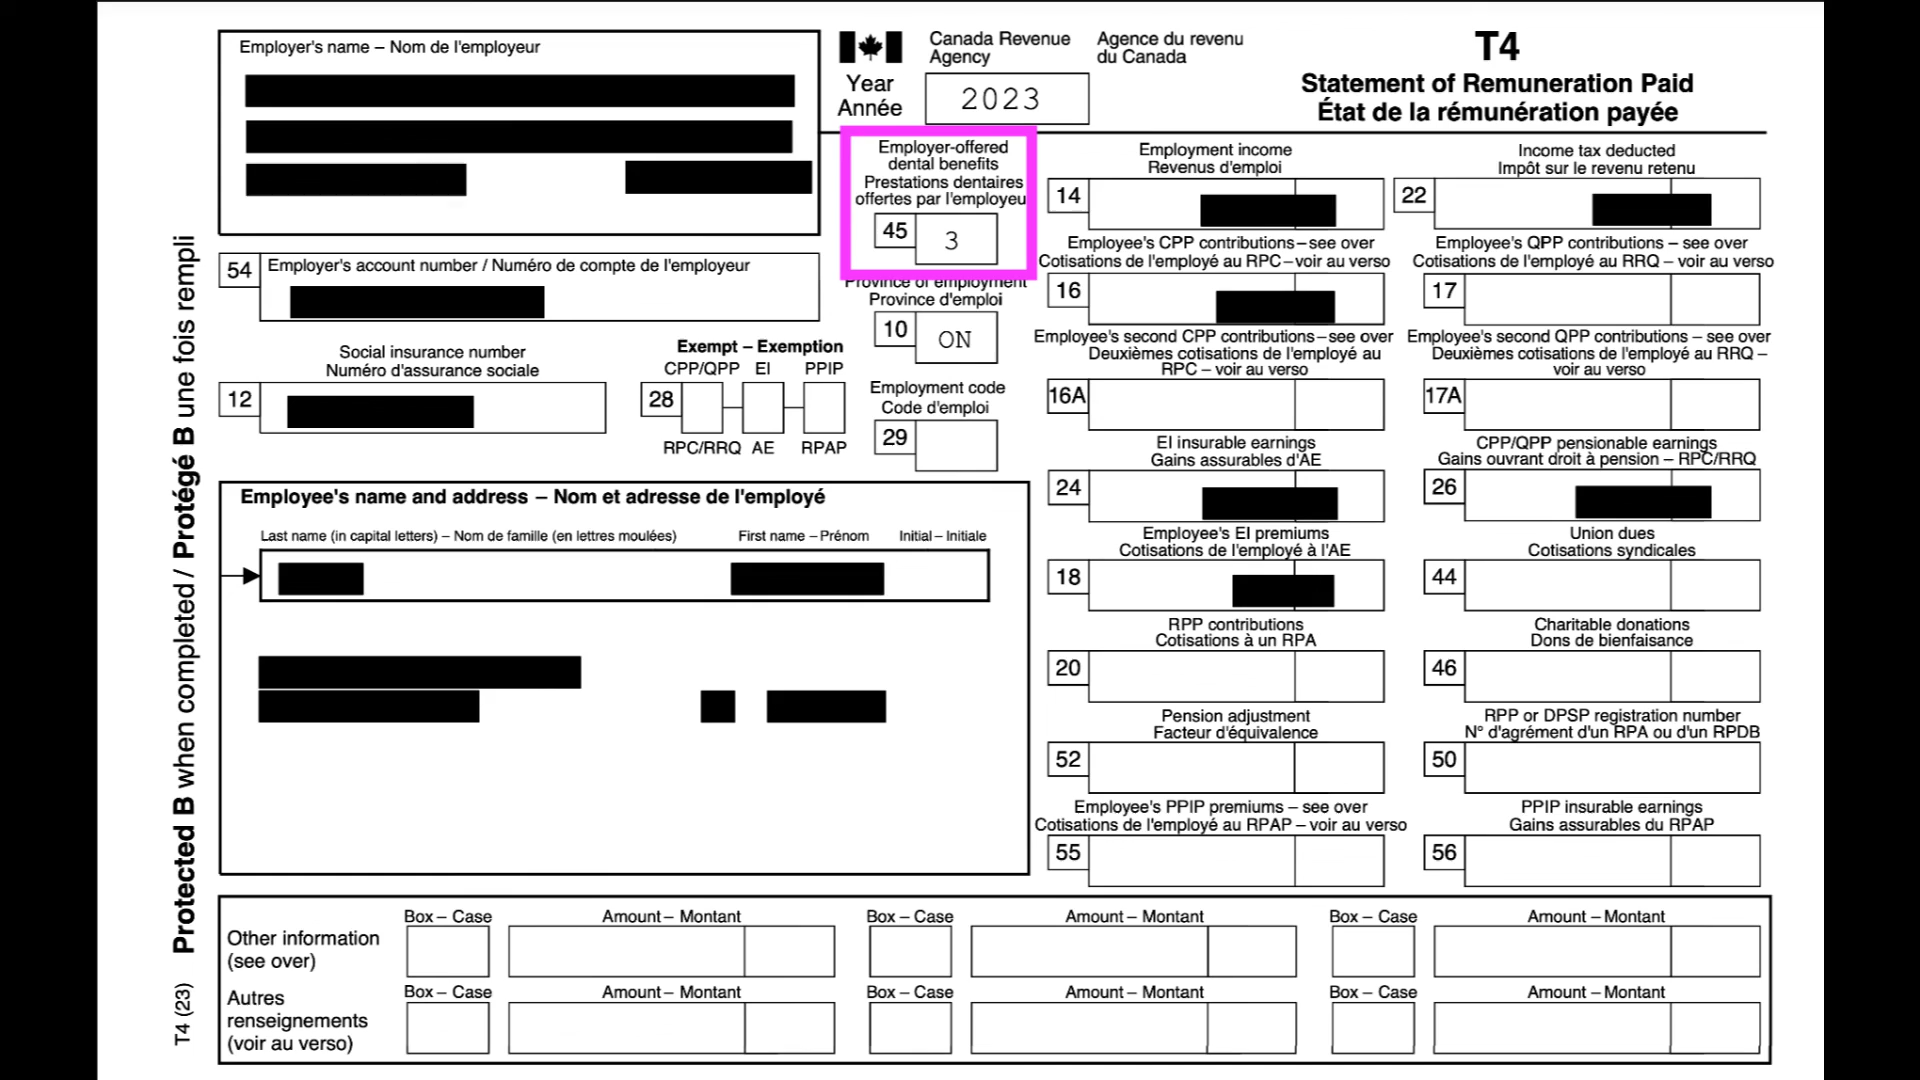 Employer's name – Nom de l'employeur
Canada Revenue
Agency
Agence du revenu
du Canada
T4
Statement of Remuneration Paid
État de la rémunération payée
Year
Année
2023
Employer-offered
dental benefits
Prestations dentaires
offertes par l'employeu
45
3
Employment income
Revenus d'emploi
14
Income tax deducted
Impôt sur le revenu retenu
22
54
Employer's account number / Numéro de compte de l'employeur
Province of employment
Province d'emploi
10
ON
Employee's CPP contributions – see over
Cotisations de l'employé au RPC – voir au verso
16
Employee's QPP contributions – see over
Cotisations de l'employé au RRQ – voir au verso
17
Social insurance number
Numéro d'assurance sociale
12
Exempt – Exemption
CPP/QPP EI PPIP
28
RPC/RRQ AE RPAP
Employment code
Code d'emploi
29
Employee's second CPP contributions – see over
Deuxièmes cotisations de l'employé au
RPC – voir au verso
16A
Employee's second QPP contributions – see over
Deuxièmes cotisations de l'employé au RRQ –
voir au verso
17A
EI insurable earnings
Gains assurables d'AE
24
CPP/QPP pensionable earnings
Gains ouvrant droit à pension – RPC/RRQ
26
Employee's name and address – Nom et adresse de l'employé
Last name (in capital letters) – Nom de famille (en lettres moulées) First name – Prénom Initial – Initiale
Employee's EI premiums
Cotisations de l'employé à l'AE
18
Union dues
Cotisations syndicales
44
RPP contributions
Cotisations à un RPA
20
Charitable donations
Dons de bienfaisance
46
Pension adjustment
Facteur d'équivalence
52
RPP or DPSP registration number
N° d'agrément d'un RPA ou d'un RPDB
50
Employee's PPIP premiums – see over
Cotisations de l'employé au RPAP – voir au verso
55
PPIP insurable earnings
Gains assurables du RPAP
56
Other information
(see over)
Box – Case Amount – Montant Box – Case Amount – Montant Box – Case Amount – Montant
Autres
renseignements
(voir au verso)
Box – Case Amount – Montant Box – Case Amount – Montant Box – Case Amount – Montant
T4 (23) Protected B when completed / Protégé B une fois rempli